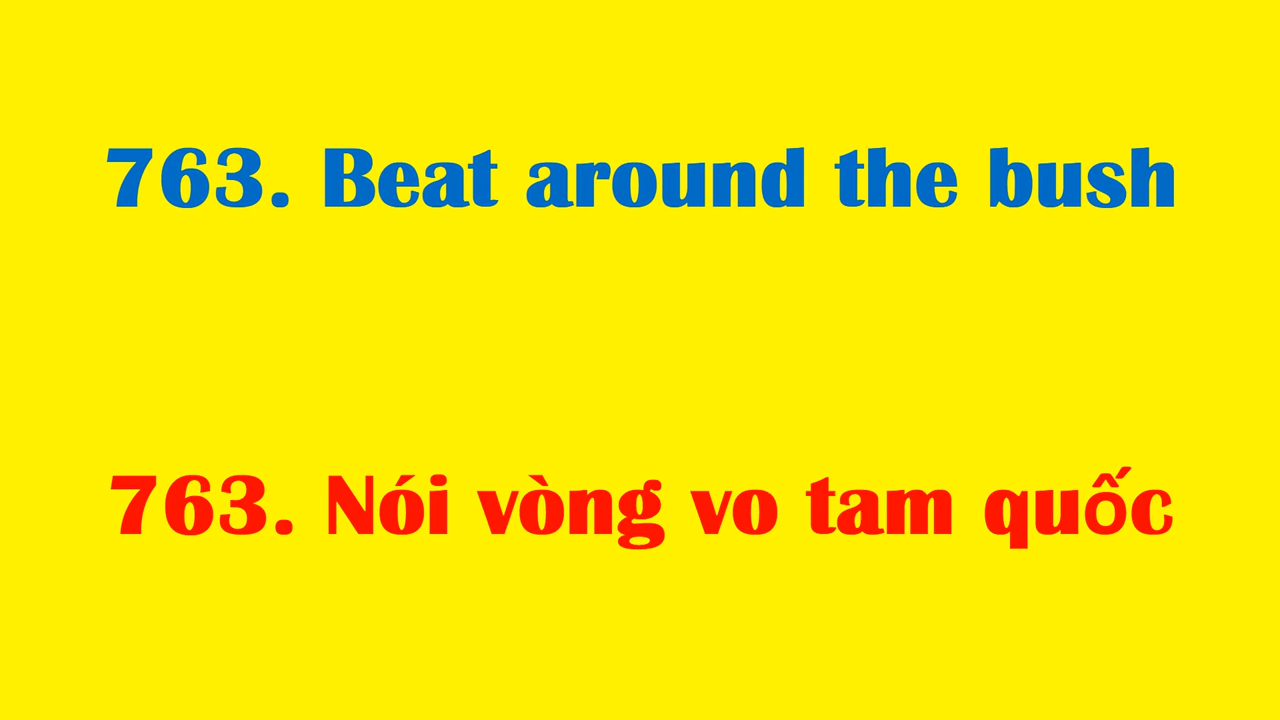 763. Beat around the bush
763. Nói vòng vo tam quốc